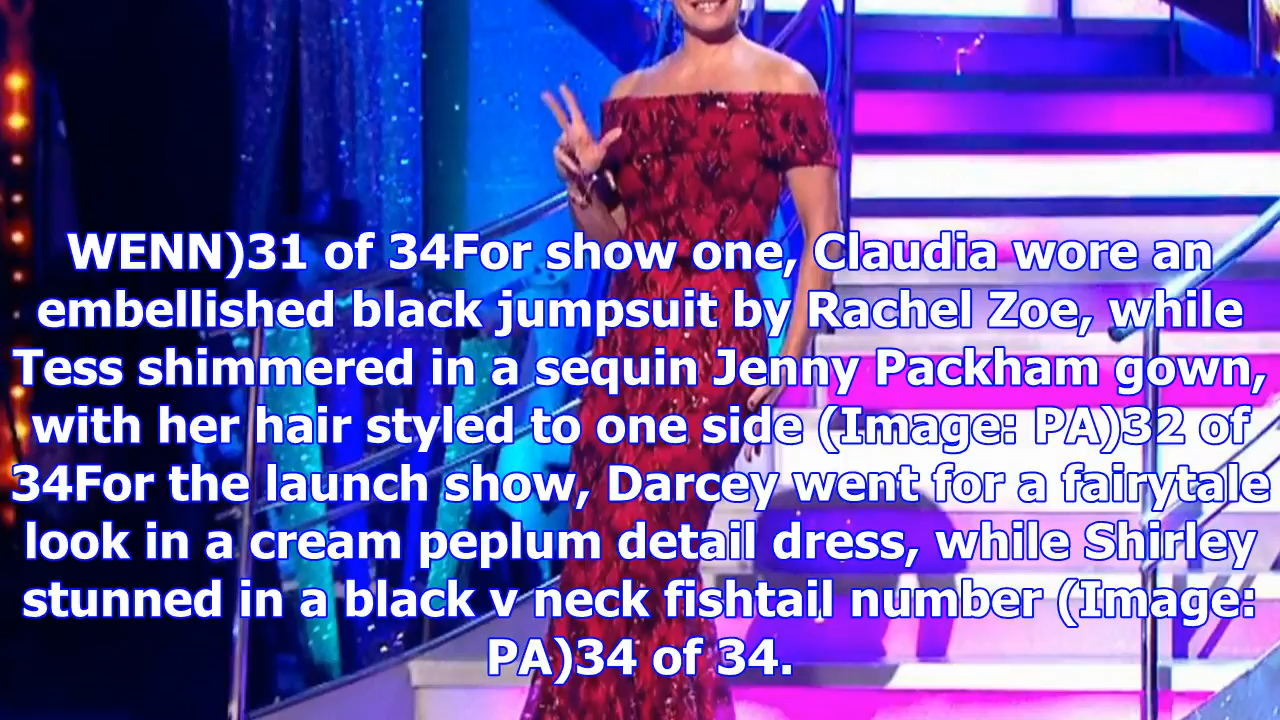 WENN)31 of 34For show one, Claudia wore an
embellished black jumpsuit by Rachel Zoe, while
Tess shimmered in a sequin Jenny Packham gown,
with her hair styled to one side (Image: PA)32 of
34For the launch show, Darcey went for a fairytale
look in a cream peplum detail dress, while Shirley
stunned in a black v neck fishtail number (Image:
PA)34 of 34.